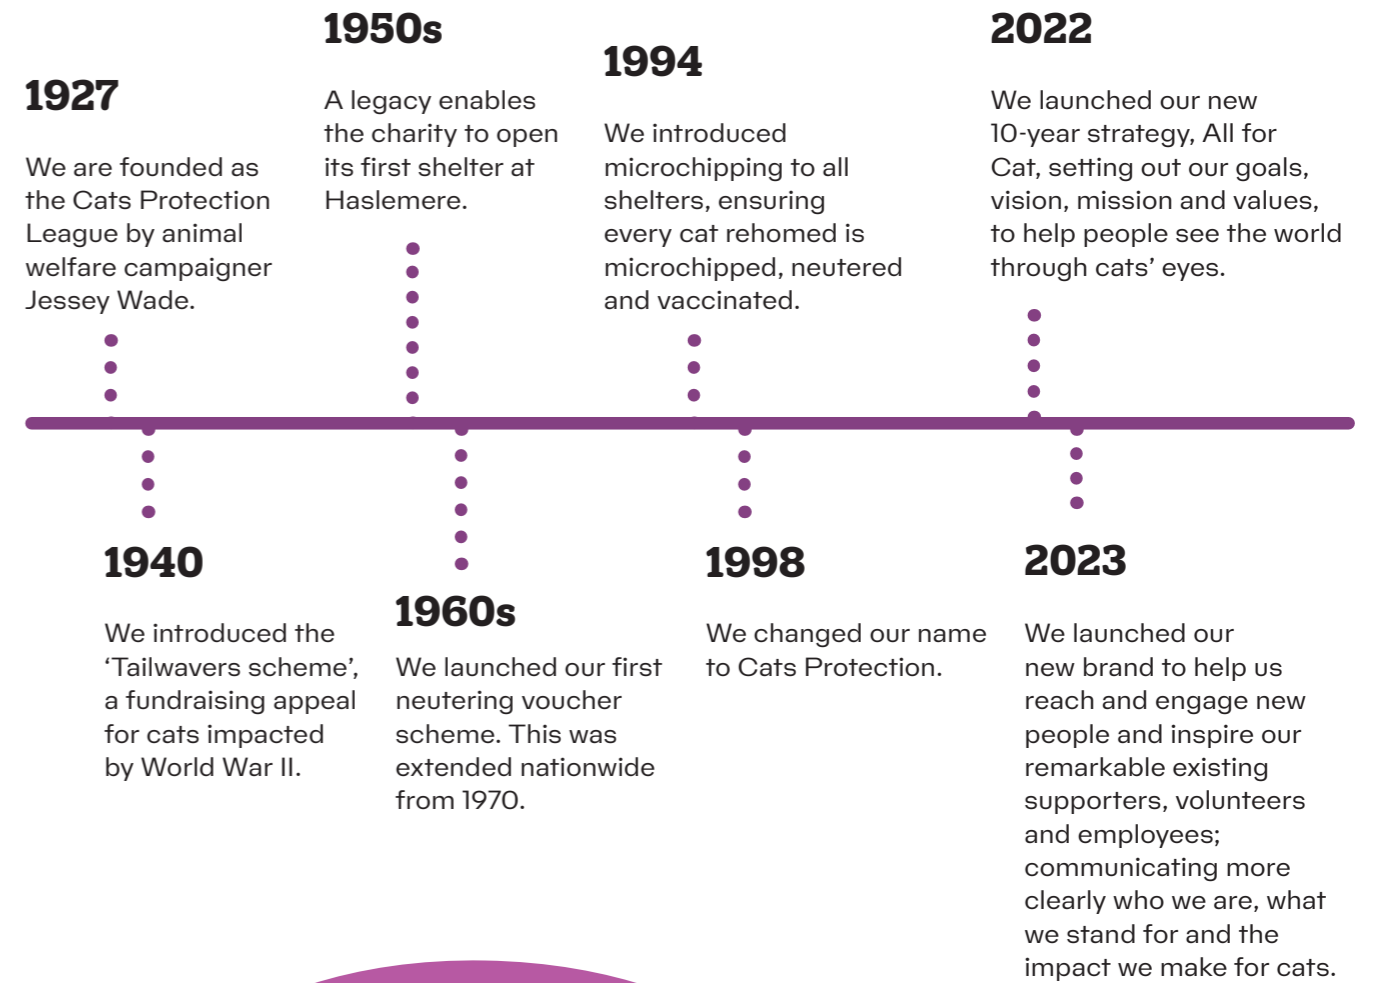 1927
We are founded as
the Cats Protection
League by animal
welfare campaigner
Jessey Wade.
1940
We introduced the
‘Tailwavers scheme’,
a fundraising appeal
for cats impacted
by World War II.
1950s
A legacy enables
the charity to open
its first shelter at
Haslemere.
1960s
We launched our first
neutering voucher
scheme. This was
extended nationwide
from 1970.
1994
We introduced
microchipping to all
shelters, ensuring
every cat rehomed is
microchipped, neutered
and vaccinated.
1998
We changed our name
to Cats Protection.
2022
We launched our new
10-year strategy, All for
Cat, setting out our goals,
vision, mission and values,
to help people see the world
through cats’ eyes.
2023
We launched our
new brand to help us
reach and engage new
people and inspire our
remarkable existing
supporters, volunteers
and employees;
communicating more
clearly who we are, what
we stand for and the
impact we make for cats.